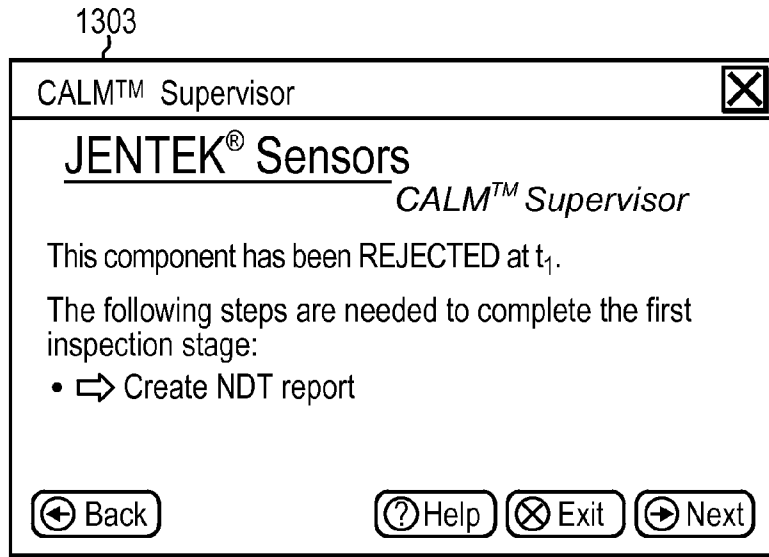 1303
CALM™ Supervisor
JENTEK® Sensors
CALM™ Supervisor
This component has been REJECTED at t₁.
The following steps are needed to complete the first
inspection stage:
• ⇨ Create NDT report
Back ?Help Exit Next